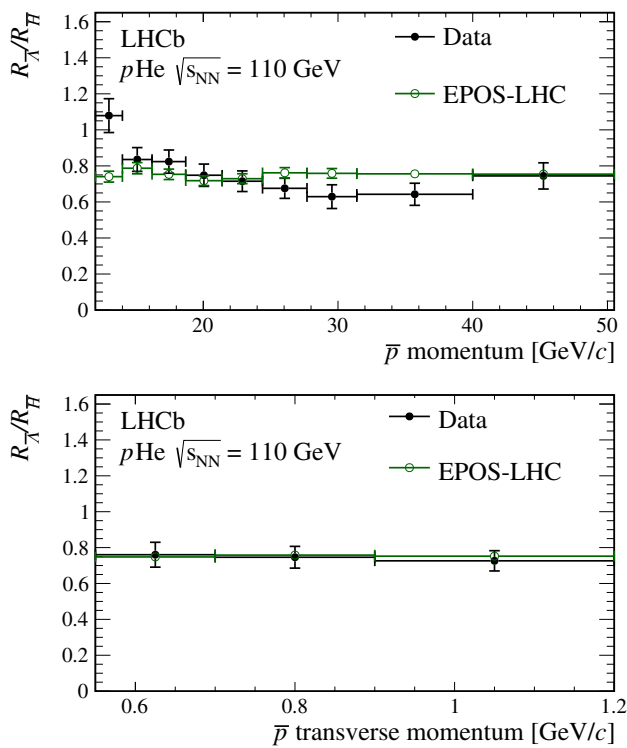 R_Λ̅/R_H̅
1.6
1.4
1.2
1
0.8
0.6
0.4
0.2
0
LHCb
pHe √s_NN = 110 GeV
Data
EPOS-LHC
20 30 40 50
p̅ momentum [GeV/c]
R_Λ̅/R_H̅
1.6
1.4
1.2
1
0.8
0.6
0.4
0.2
0
LHCb
pHe √s_NN = 110 GeV
Data
EPOS-LHC
0.6 0.8 1 1.2
p̅ transverse momentum [GeV/c]